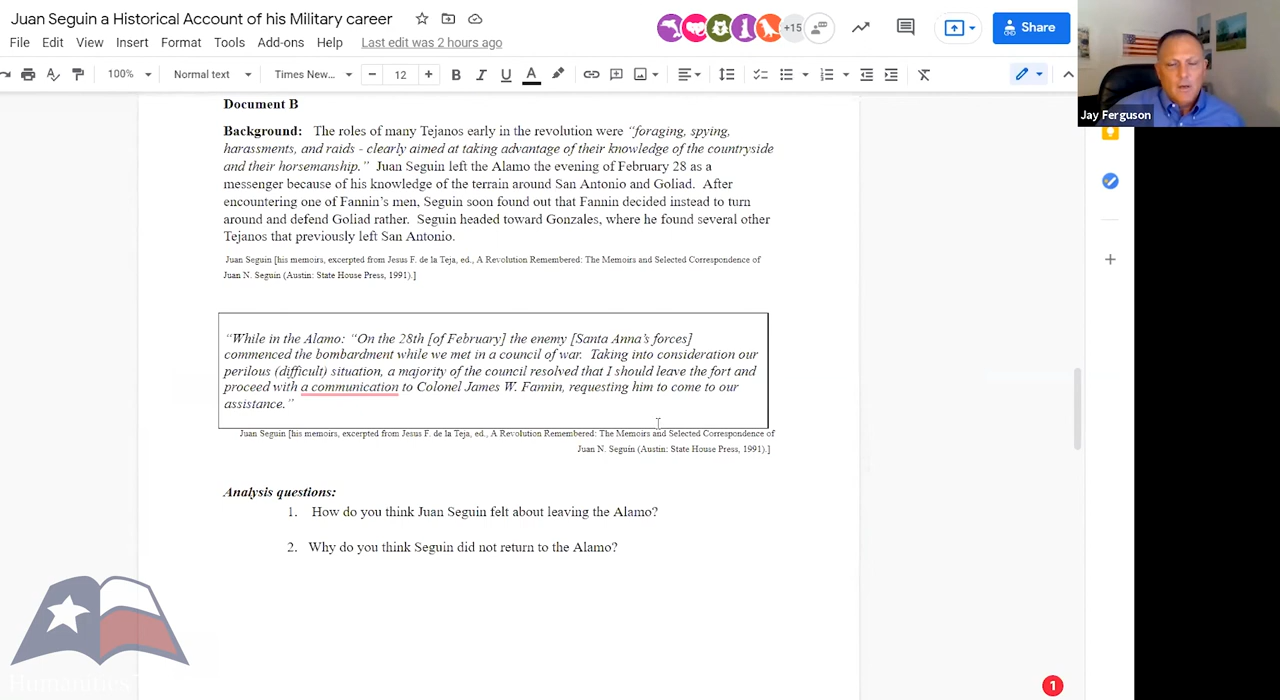 Juan Seguin a Historical Account of his Military career
+15
Share
File Edit View Insert Format Tools Add-ons Help Last edit was 2 hours ago
100% Normal text Times New... − 12 + B I U A
Jay Ferguson
Document B
Background: The roles of many Tejanos early in the revolution were “foraging, spying,
harassments, and raids - clearly aimed at taking advantage of their knowledge of the countryside
and their horsemanship.” Juan Seguin left the Alamo the evening of February 28 as a
messenger because of his knowledge of the terrain around San Antonio and Goliad. After
encountering one of Fannin’s men, Seguin soon found out that Fannin decided instead to turn
around and defend Goliad rather. Seguin headed toward Gonzales, where he found several other
Tejanos that previously left San Antonio.
Juan Seguin [his memoirs, excerpted from Jesus F. de la Teja, ed., A Revolution Remembered: The Memoirs and Selected Correspondence of
Juan N. Seguin (Austin: State House Press, 1991).]
“While in the Alamo: “On the 28th [of February] the enemy [Santa Anna’s forces]
commenced the bombardment while we met in a council of war. Taking into consideration our
perilous (difficult) situation, a majority of the council resolved that I should leave the fort and
proceed with a communication to Colonel James W. Fannin, requesting him to come to our
assistance.”
Juan Seguin [his memoirs, excerpted from Jesus F. de la Teja, ed., A Revolution Remembered: The Memoirs and Selected Correspondence of
Juan N. Seguin (Austin: State House Press, 1991).]
Analysis questions:
1. How do you think Juan Seguin felt about leaving the Alamo?
2. Why do you think Seguin did not return to the Alamo?
Humanities
1